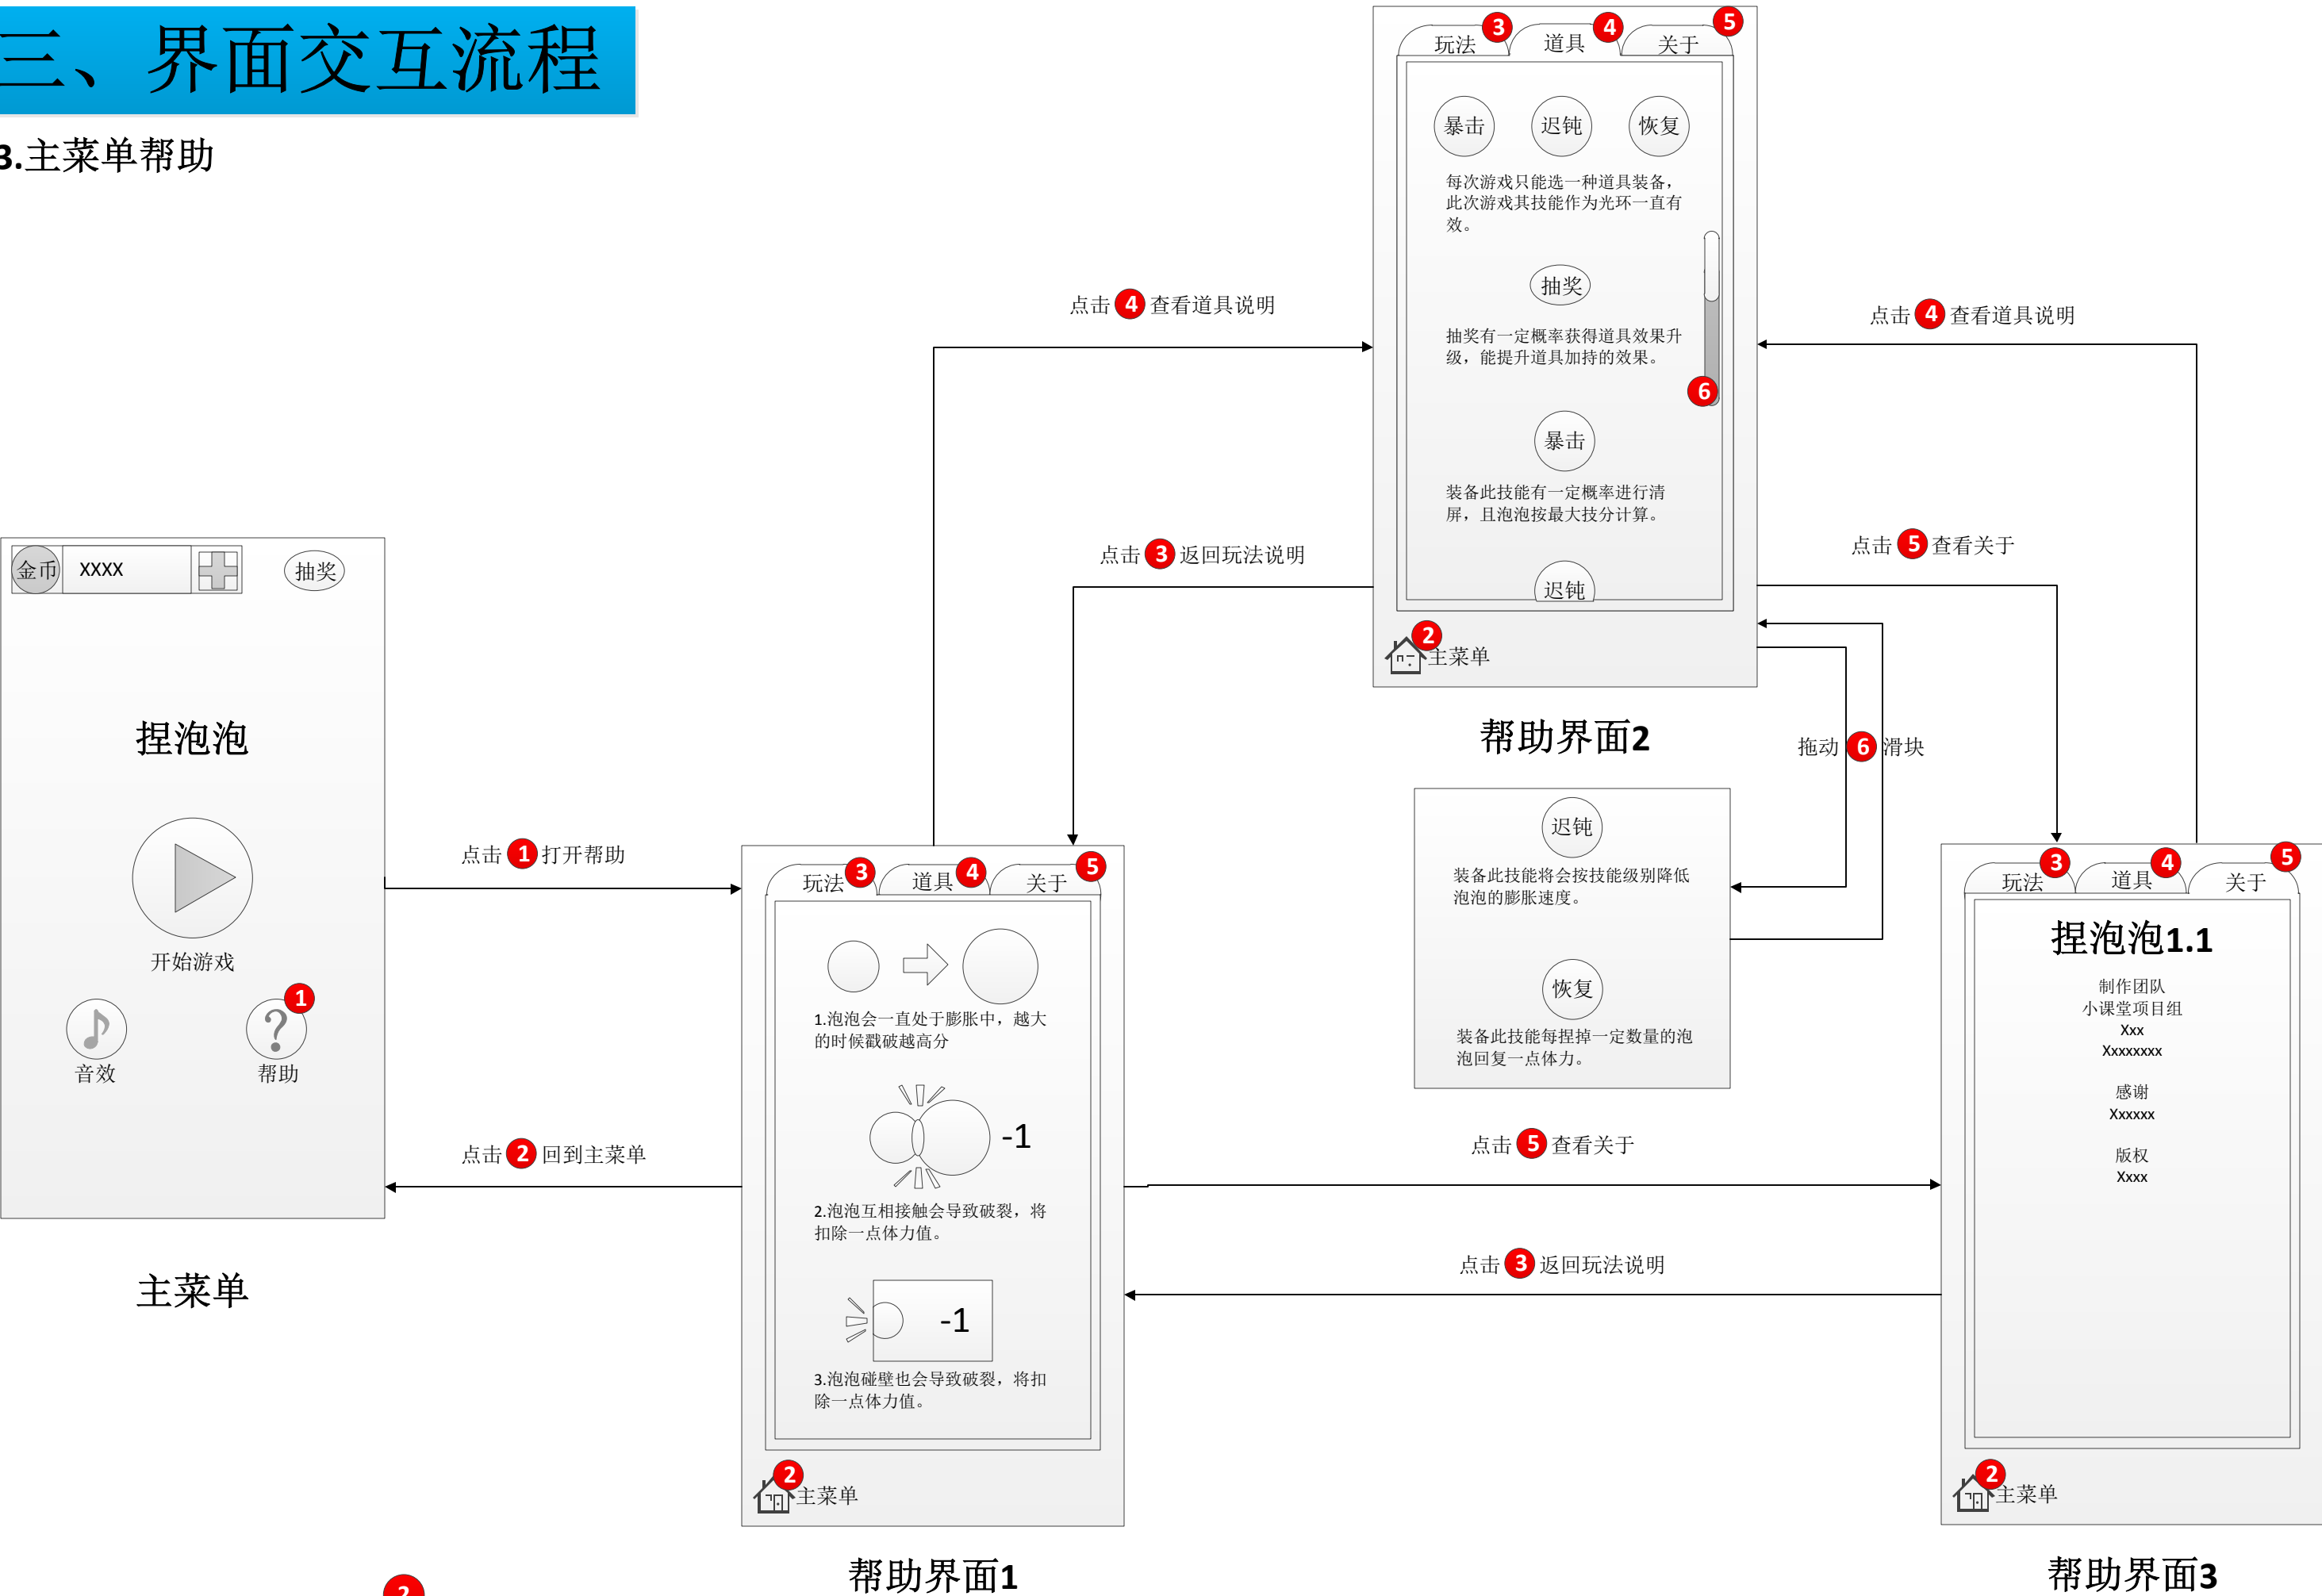 三、界面交互流程
3.主菜单帮助
金币
XXXX
抽奖
捏泡泡
开始游戏
1
音效
帮助
主菜单
点击 1 打开帮助
点击 2 回到主菜单
玩法 3
道具 4
关于 5
1.泡泡会一直处于膨胀中，越大
的时候戳破越高分
-1
2.泡泡互相接触会导致破裂，将
扣除一点体力值。
-1
3.泡泡碰壁也会导致破裂，将扣
除一点体力值。
2
主菜单
帮助界面1
点击 4 查看道具说明
点击 3 返回玩法说明
玩法 3
道具 4
关于 5
暴击
迟钝
恢复
每次游戏只能选一种道具装备，
此次游戏其技能作为光环一直有
效。
抽奖
抽奖有一定概率获得道具效果升
级，能提升道具加持的效果。
6
暴击
装备此技能有一定概率进行清
屏，且泡泡按最大技分计算。
迟钝
2
主菜单
帮助界面2
迟钝
装备此技能将会按技能级别降低
泡泡的膨胀速度。
恢复
装备此技能每捏掉一定数量的泡
泡回复一点体力。
拖动 6 滑块
点击 4 查看道具说明
点击 5 查看关于
点击 5 查看关于
点击 3 返回玩法说明
玩法 3
道具 4
关于 5
捏泡泡1.1
制作团队
小课堂项目组
Xxx
Xxxxxxxx
感谢
Xxxxxx
版权
Xxxx
2
主菜单
帮助界面3
2